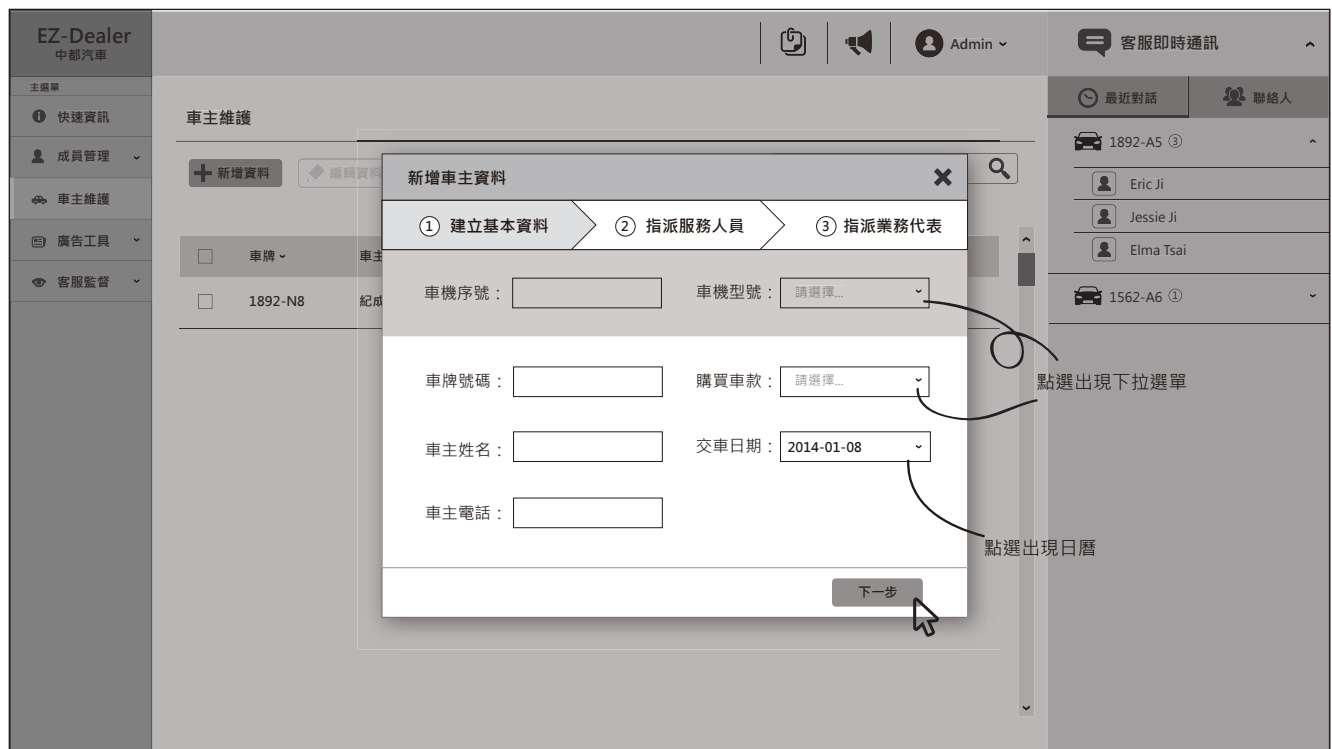 EZ-Dealer
中都汽車
Admin
客服即時通訊
主選單
快速資訊
成員管理
車主維護
廣告工具
客服監督
車主維護
新增資料
編輯資料
車牌
車主
1892-N8
紀成
新增車主資料
1 建立基本資料
2 指派服務人員
3 指派業務代表
車機序號：
車機型號： 請選擇...
車牌號碼：
購買車款： 請選擇...
車主姓名：
交車日期： 2014-01-08
車主電話：
下一步
點選出現下拉選單
點選出現日曆
最近對話
聯絡人
1892-A5 ③
Eric Ji
Jessie Ji
Elma Tsai
1562-A6 ①